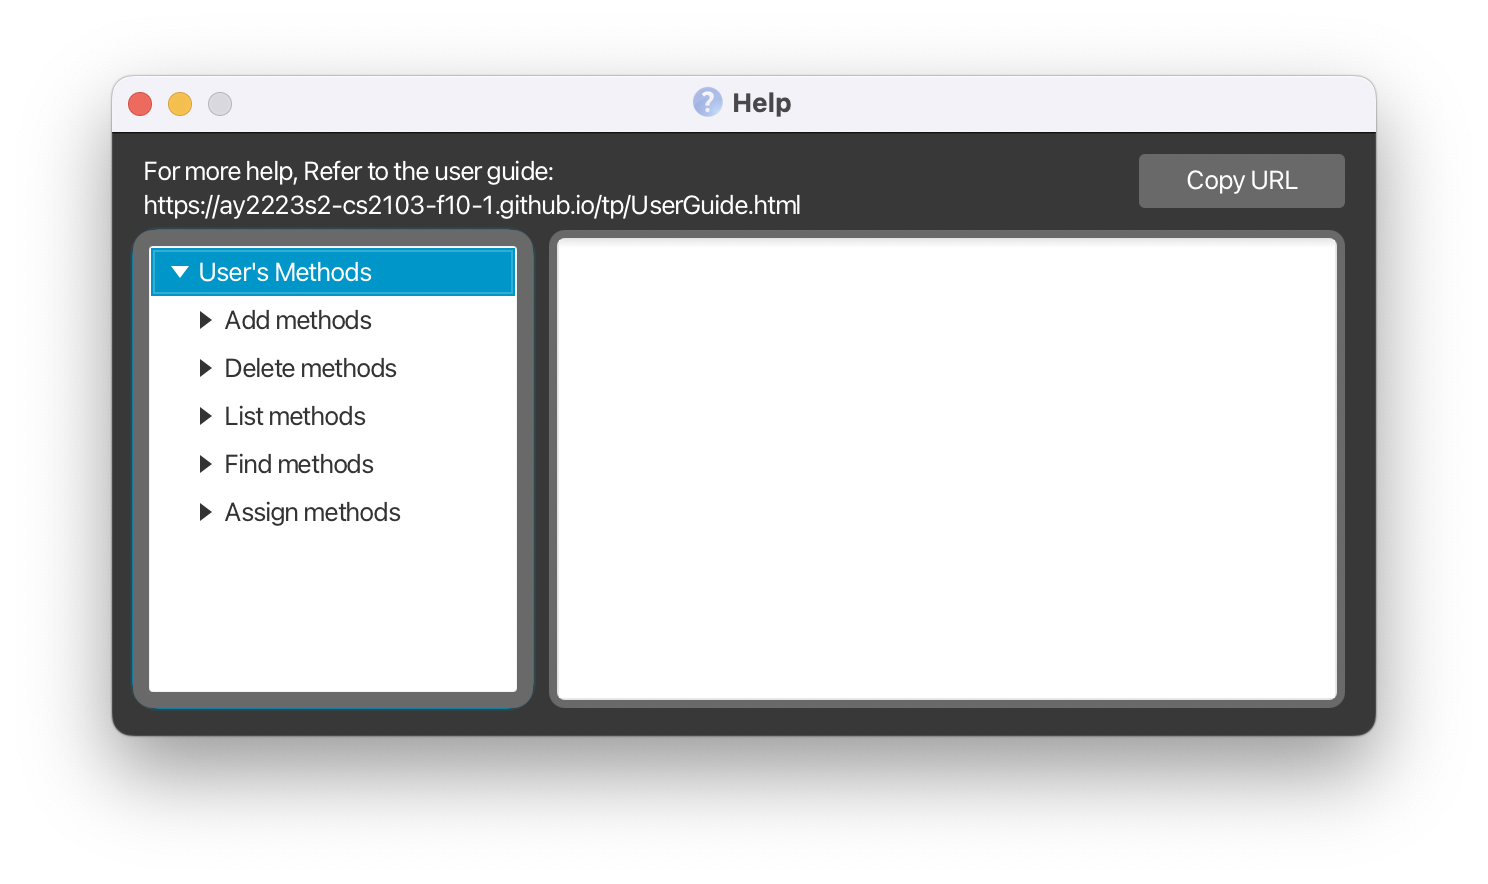 Help
For more help, Refer to the user guide:
https://ay2223s2-cs2103-f10-1.github.io/tp/UserGuide.html
Copy URL
User's Methods
Add methods
Delete methods
List methods
Find methods
Assign methods